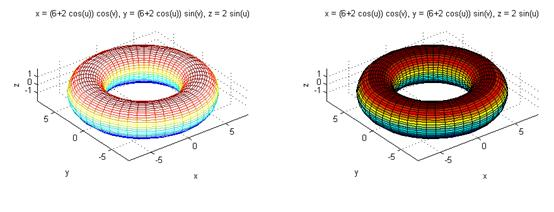 x = (6+2 cos(u)) cos(v), y = (6+2 cos(u)) sin(v), z = 2 sin(u)
1
0
-1
z
5
0
-5
y
-5
0
5
x
x = (6+2 cos(u)) cos(v), y = (6+2 cos(u)) sin(v), z = 2 sin(u)
1
0
-1
z
5
0
-5
y
-5
0
5
x